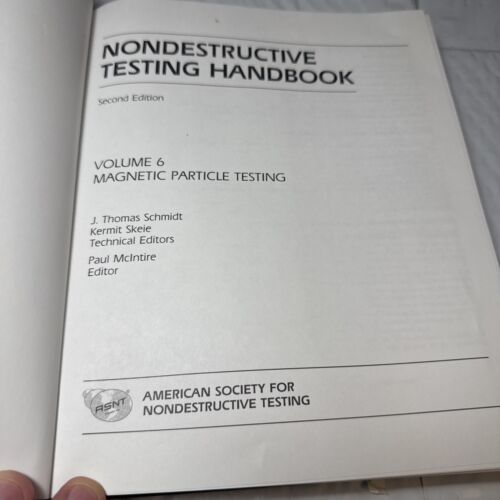 NONDESTRUCTIVE
TESTING HANDBOOK
Second Edition
VOLUME 6
MAGNETIC PARTICLE TESTING
J. Thomas Schmidt
Kermit Skeie
Technical Editors
Paul McIntire
Editor
ASNT
AMERICAN SOCIETY FOR
NONDESTRUCTIVE TESTING